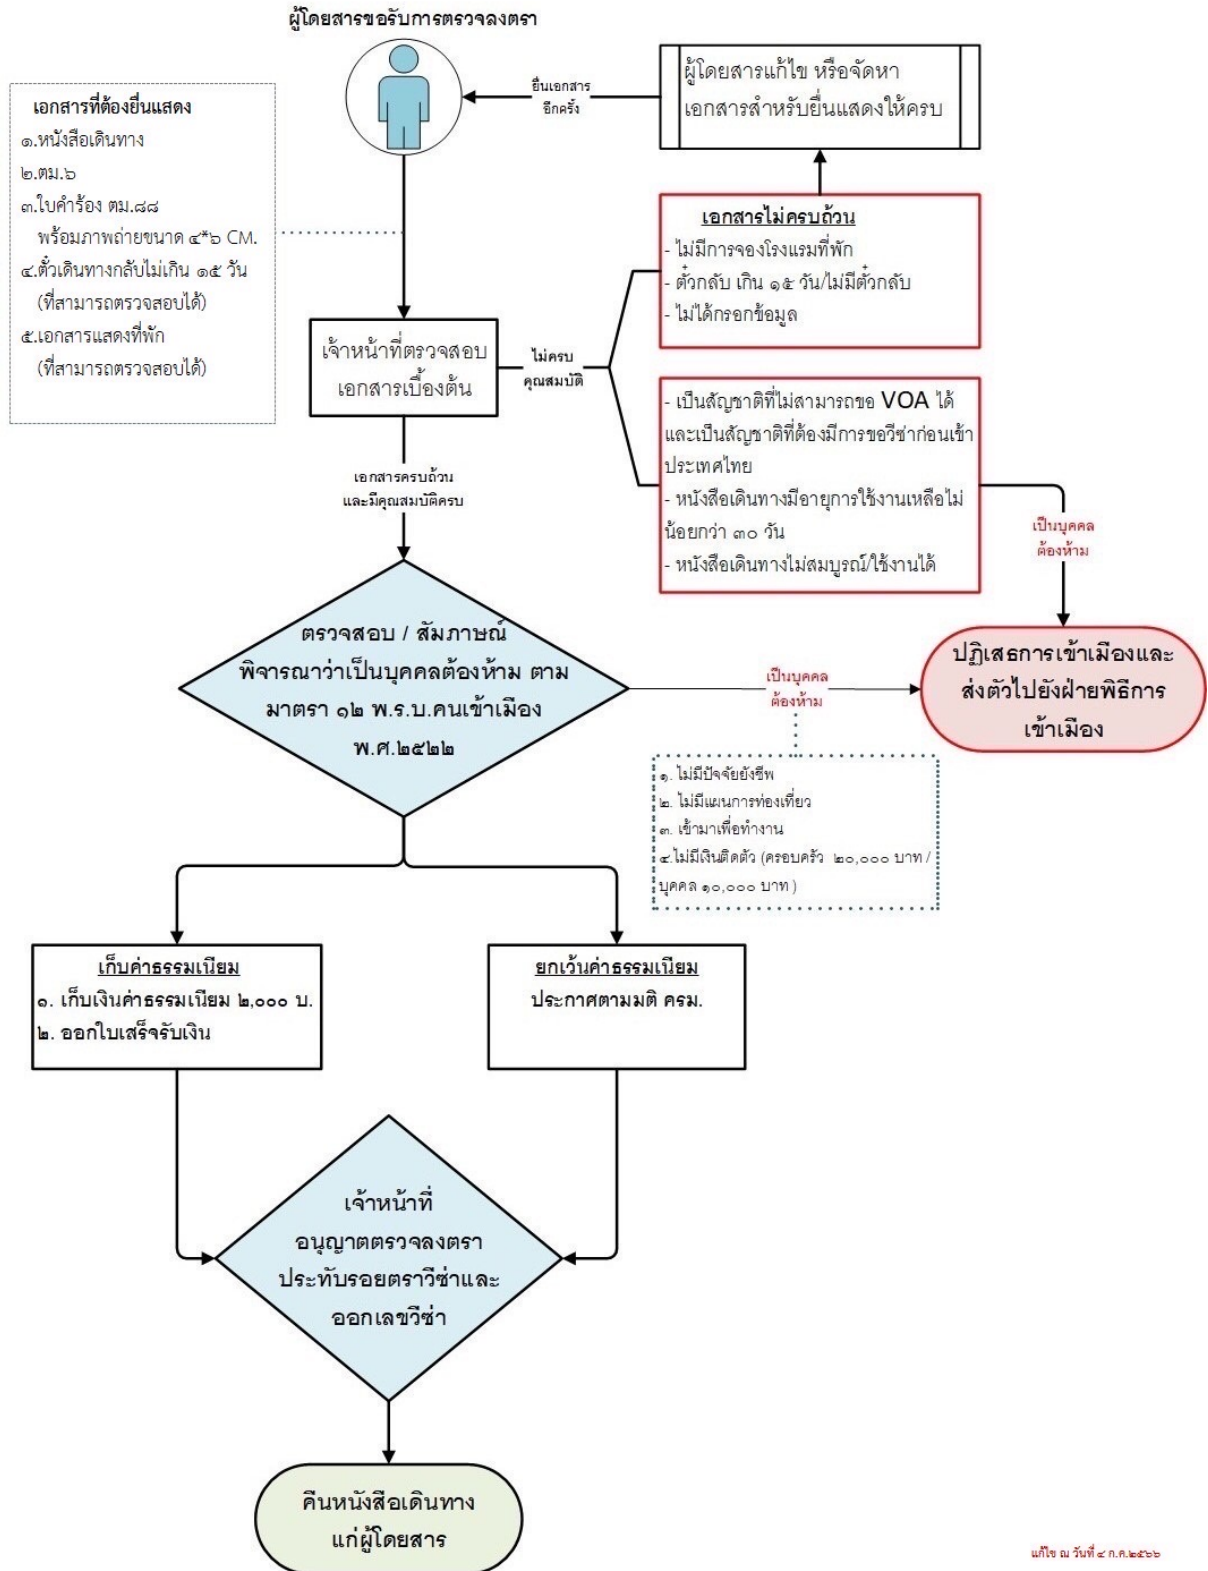 ผู้โดยสารขอรับการตรวจลงตรา
เอกสารที่ต้องยื่นแสดง
๑.หนังสือเดินทาง
๒.ตม.๖
๓.ใบคำร้อง ตม.๘๘
พร้อมภาพถ่ายขนาด ๔*๖ CM.
๔.ตั๋วเดินทางกลับไม่เกิน ๑๕ วัน
(ที่สามารถตรวจสอบได้)
๕.เอกสารแสดงที่พัก
(ที่สามารถตรวจสอบได้)
ยื่นเอกสาร
อีกครั้ง
ผู้โดยสารแก้ไข หรือจัดหา
เอกสารสำหรับยื่นแสดงให้ครบ
เอกสารไม่ครบถ้วน
- ไม่มีการจองโรงแรมที่พัก
- ตั๋วกลับ เกิน ๑๕ วัน/ไม่มีตั๋วกลับ
- ไม่ได้กรอกข้อมูล
เจ้าหน้าที่ตรวจสอบ
เอกสารเบื้องต้น
ไม่ครบ
คุณสมบัติ
- เป็นสัญชาติที่ไม่สามารถขอ VOA ได้
และเป็นสัญชาติที่ต้องมีการขอวีซ่าก่อนเข้า
ประเทศไทย
- หนังสือเดินทางมีอายุการใช้งานเหลือไม่
น้อยกว่า ๓๐ วัน
- หนังสือเดินทางไม่สมบูรณ์/ใช้งานได้
เอกสารครบถ้วน
และมีคุณสมบัติครบ
เป็นบุคคล
ต้องห้าม
ตรวจสอบ / สัมภาษณ์
พิจารณาว่าเป็นบุคคลต้องห้าม ตาม
มาตรา ๑๒ พ.ร.บ.คนเข้าเมือง
พ.ศ.๒๕๒๒
เป็นบุคคล
ต้องห้าม
ปฏิเสธการเข้าเมืองและ
ส่งตัวไปยังฝ่ายพิธีการ
เข้าเมือง
๑. ไม่มีปัจจัยยังชีพ
๒. ไม่มีแผนการท่องเที่ยว
๓. เข้ามาเพื่อทำงาน
๔.ไม่มีเงินติดตัว (ครอบครัว ๒๐,๐๐๐ บาท /
บุคคล ๑๐,๐๐๐ บาท )
เก็บค่าธรรมเนียม
๑. เก็บเงินค่าธรรมเนียม ๒,๐๐๐ บ.
๒. ออกใบเสร็จรับเงิน
ยกเว้นค่าธรรมเนียม
ประกาศตามมติ ครม.
เจ้าหน้าที่
อนุญาตตรวจลงตรา
ประทับรอยตราวีซ่าและ
ออกเลขวีซ่า
คืนหนังสือเดินทาง
แก่ผู้โดยสาร
แก้ไข ณ วันที่ ๔ ก.ค.๒๕๖๖